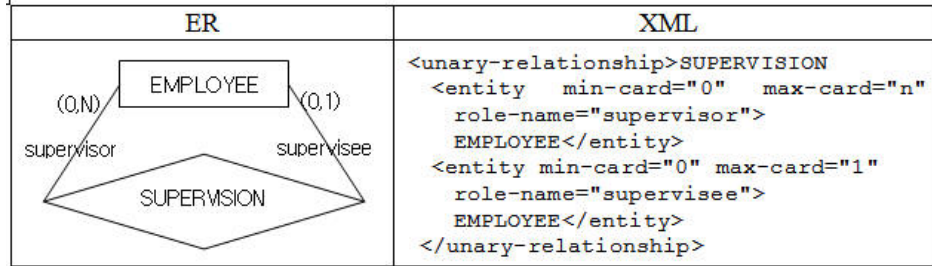 ER
XML
EMPLOYEE
(0,N)
(0,1)
supervisor
supervisee
SUPERVISION
<unary-relationship>SUPERVISION
<entity min-card="0" max-card="n"
role-name="supervisor">
EMPLOYEE</entity>
<entity min-card="0" max-card="1"
role-name="supervisee">
EMPLOYEE</entity>
</unary-relationship>